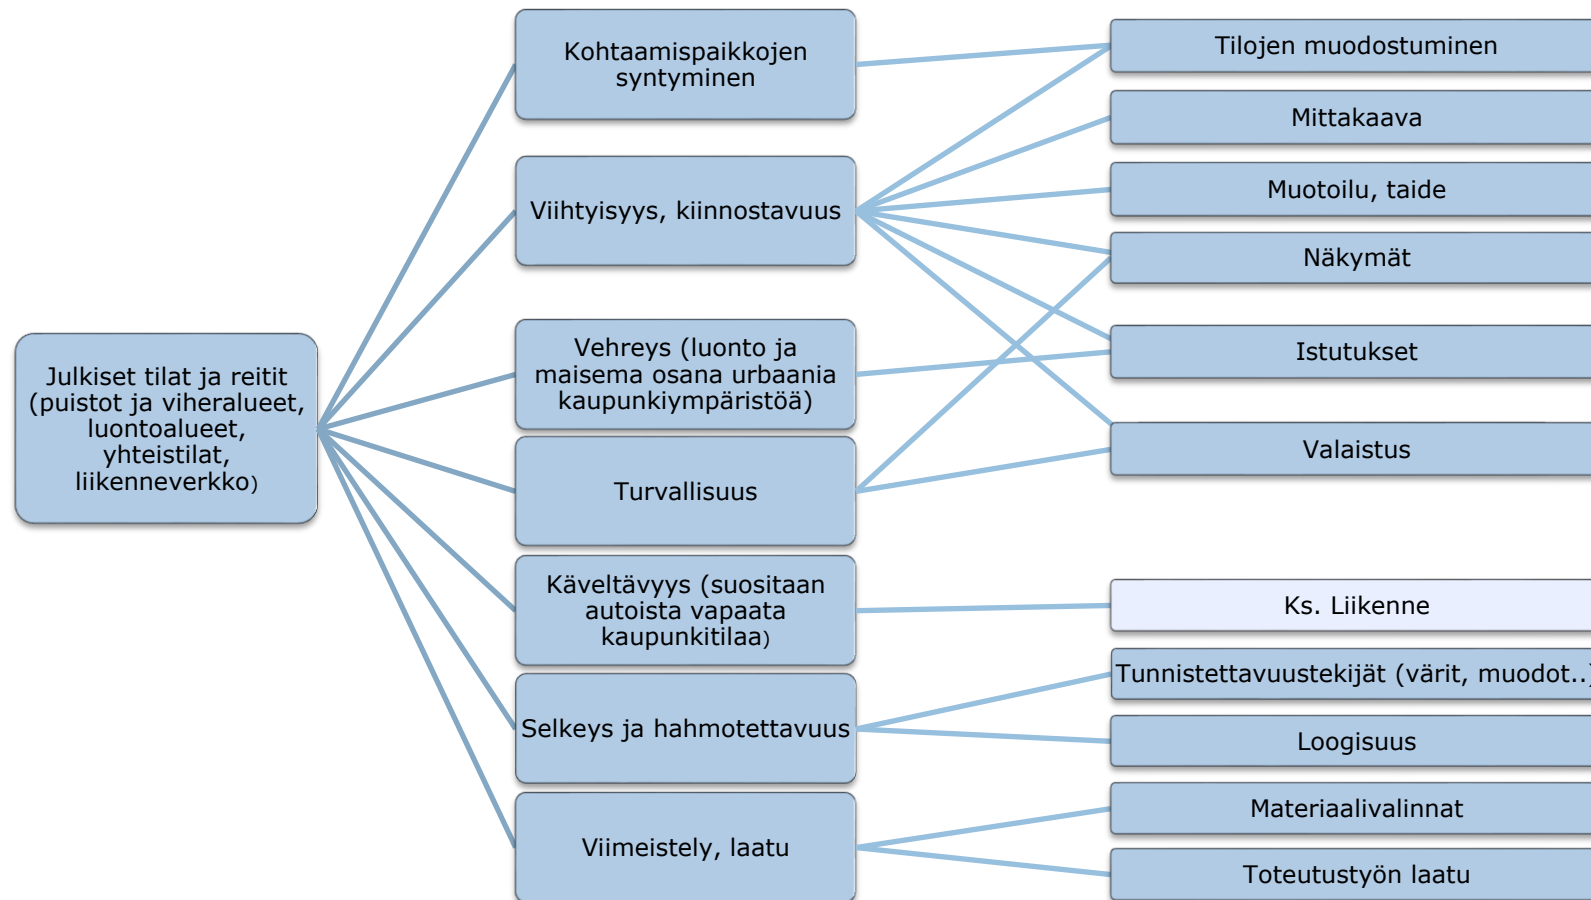 Julkiset tilat ja reitit
(puistot ja viheralueet,
luontoalueet,
yhteistilat,
liikenneverkko)
Kohtaamispaikkojen
syntyminen
Viihtyisyys, kiinnostavuus
Vehreys (luonto ja
maisema osana urbaania
kaupunkiympäristöä)
Turvallisuus
Käveltävyys (suositaan
autoista vapaata
kaupunkitilaa)
Selkeys ja hahmotettavuus
Viimeistely, laatu
Tilojen muodostuminen
Mittakaava
Muotoilu, taide
Näkymät
Istutukset
Valaistus
Ks. Liikenne
Tunnistettavuustekijät (värit, muodot..)
Loogisuus
Materiaalivalinnat
Toteutustyön laatu